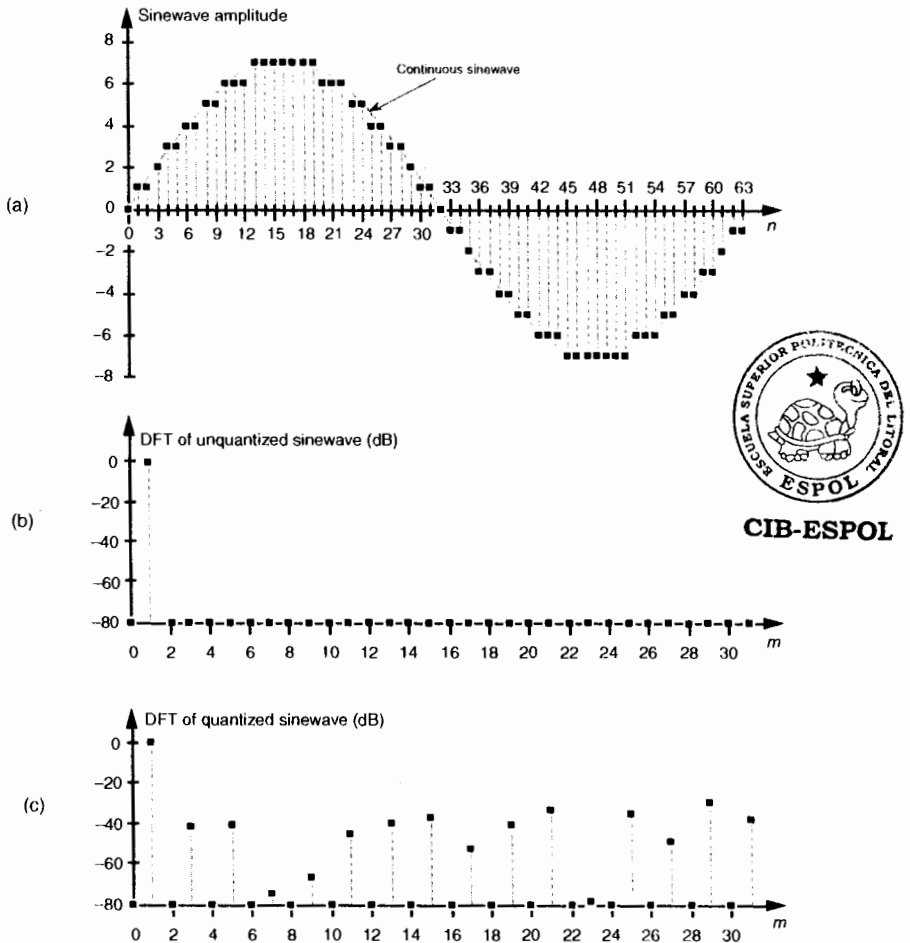 Sinewave amplitude
8
6
4
2
0
−2
−4
−6
−8
Continuous sinewave
(a)
33 36 39 42 45 48 51 54 57 60 63
0 3 6 9 12 15 18 21 24 27 30
n
ESCUELA SUPERIOR POLITECNICA DEL LITORAL
ESPOL
CIB-ESPOL
DFT of unquantized sinewave (dB)
0
−20
−40
−60
−80
(b)
0 2 4 6 8 10 12 14 16 18 20 22 24 26 28 30
m
DFT of quantized sinewave (dB)
0
−20
−40
−60
−80
(c)
0 2 4 6 8 10 12 14 16 18 20 22 24 26 28 30
m